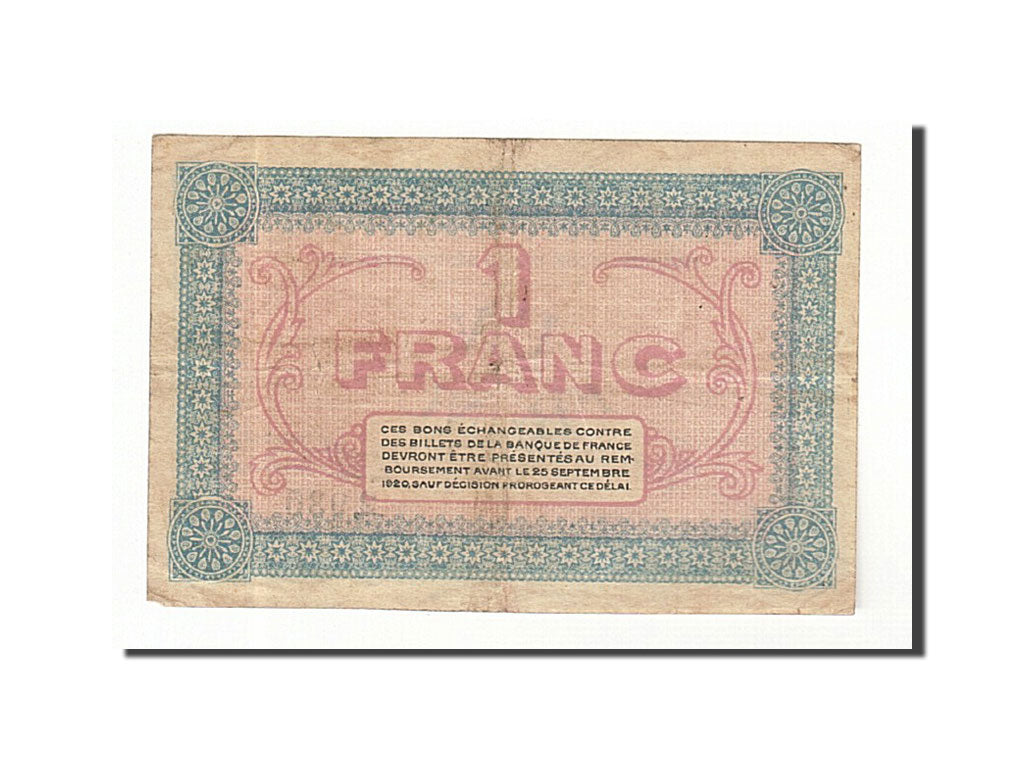 1
FRANC
CES BONS ÉCHANGEABLES CONTRE
DES BILLETS DE LA BANQUE DE FRANCE
DEVRONT ÊTRE PRÉSENTÉS AU REM-
BOURSEMENT AVANT LE 25 SEPTEMBRE
1920, SAUF DÉCISION PROROGEANT CE DÉLAI.